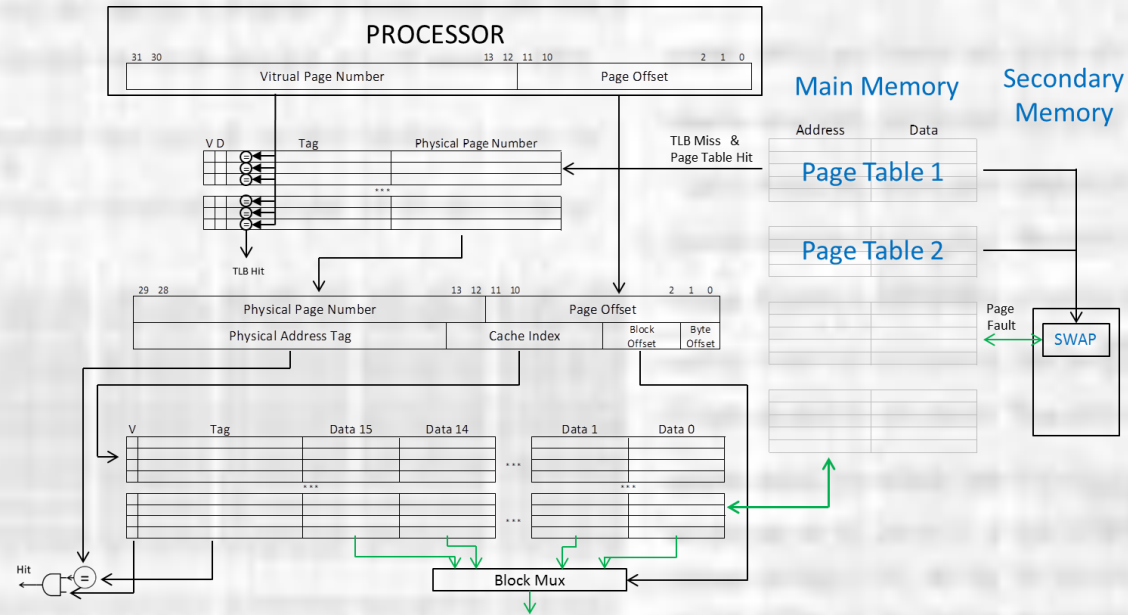 PROCESSOR
31 30 13 12 11 10 2 1 0
Vitrual Page Number Page Offset
Main Memory
Secondary
Memory
Address Data
TLB Miss &
Page Table Hit
V D Tag Physical Page Number
= 
=
=
Page Table 1
...
=
=
=
Page Table 2
TLB Hit
29 28 13 12 11 10 2 1 0
Physical Page Number Page Offset
Physical Address Tag Cache Index Block
Offset Byte
Offset
Page
Fault
SWAP
V Tag Data 15 Data 14 Data 1 Data 0
...
... ...
...
Hit
=
Block Mux